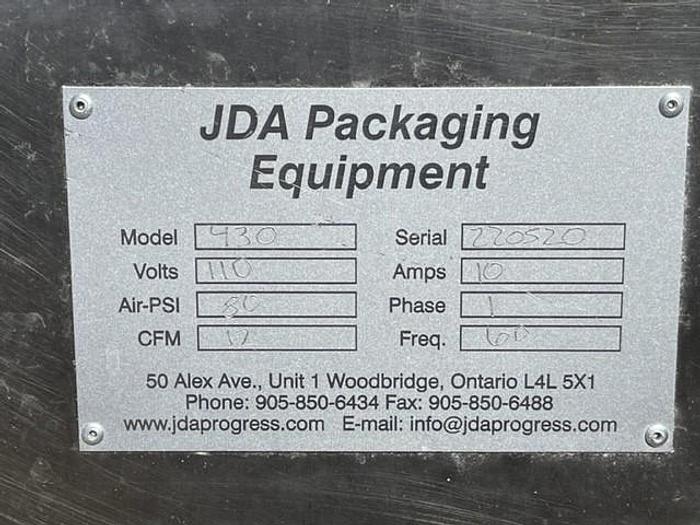 JDA Packaging
Equipment
Model 430 Serial 220520
Volts 110 Amps 10
Air-PSI 80 Phase 1
CFM 12 Freq. 60
50 Alex Ave., Unit 1 Woodbridge, Ontario L4L 5X1
Phone: 905-850-6434 Fax: 905-850-6488
www.jdaprogress.com E-mail: info@jdaprogress.com